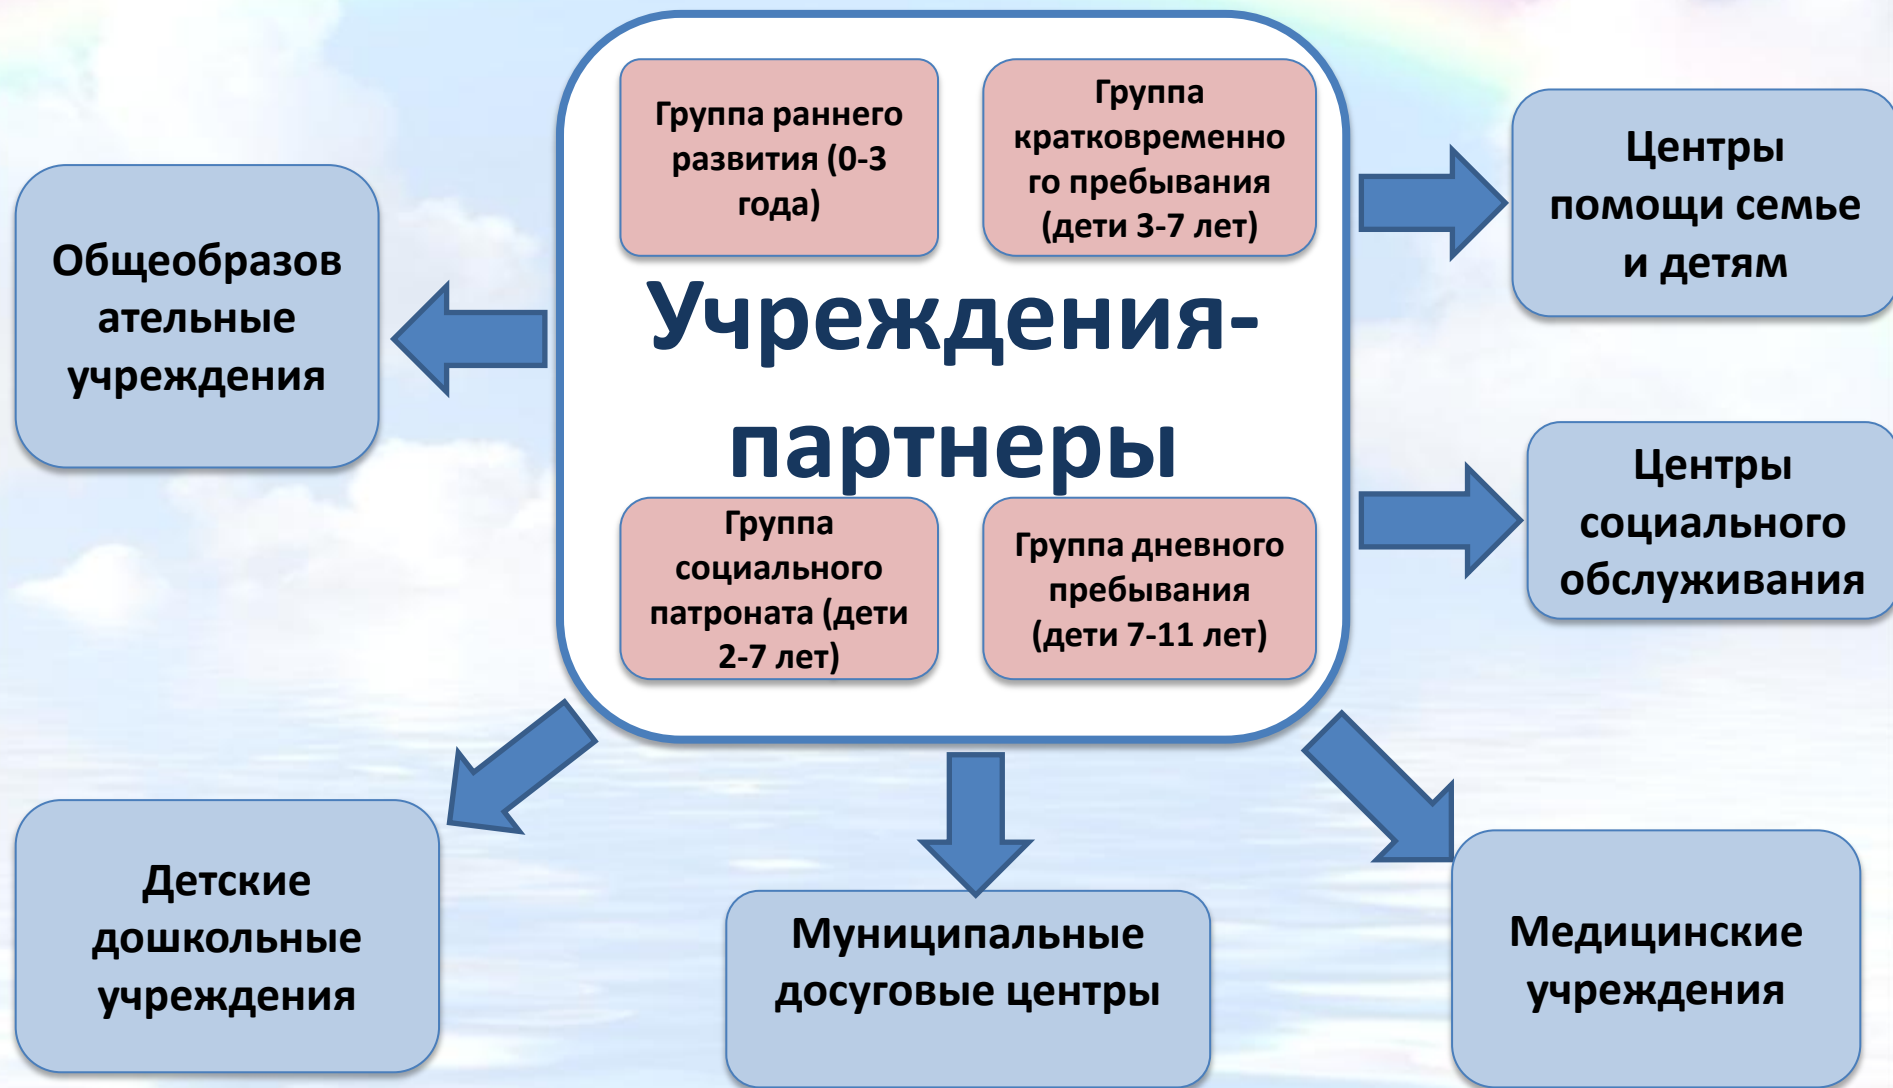 Группа раннего
развития (0-3
года)
Группа
кратковременно
го пребывания
(дети 3-7 лет)
Учреждения-
партнеры
Группа
социального
патроната (дети
2-7 лет)
Группа дневного
пребывания
(дети 7-11 лет)
Общеобразов
ательные
учреждения
Центры
помощи семье
и детям
Центры
социального
обслуживания
Детские
дошкольные
учреждения
Муниципальные
досуговые центры
Медицинские
учреждения